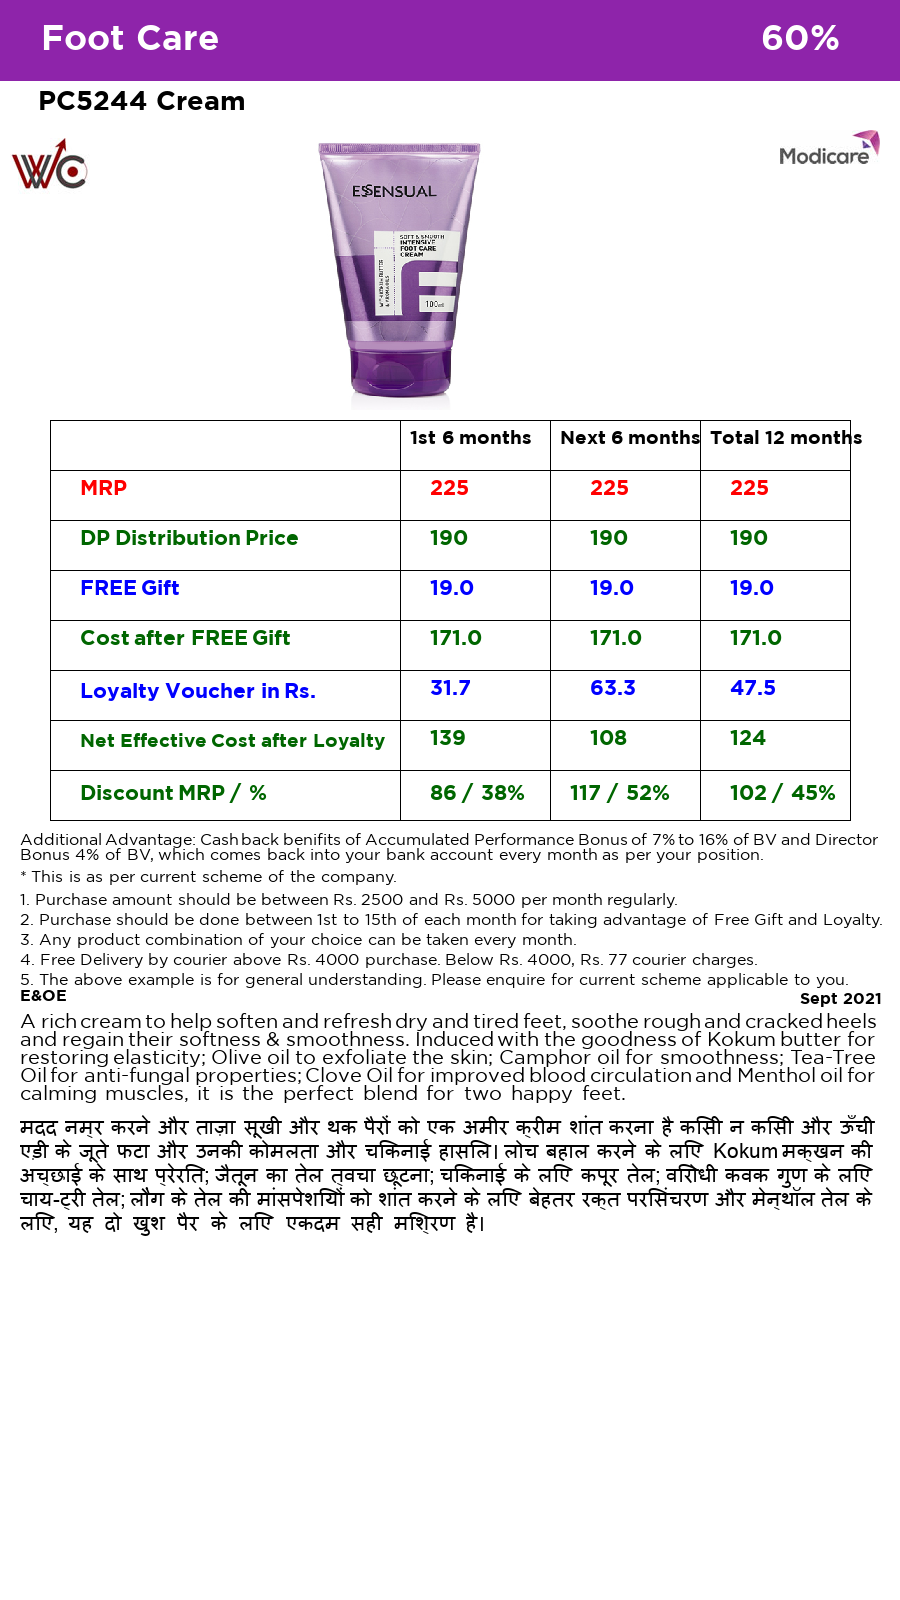 Foot Care 60%
PC5244 Cream
WC
Modicare
ESSENSUAL
SOFT & SMOOTH
INTENSIVE
FOOT CARE
CREAM
WITH KOKUM BUTTER
100ml
1st 6 months Next 6 months Total 12 months
MRP 225 225 225
DP Distribution Price 190 190 190
FREE Gift 19.0 19.0 19.0
Cost after FREE Gift 171.0 171.0 171.0
Loyalty Voucher in Rs. 31.7 63.3 47.5
Net Effective Cost after Loyalty 139 108 124
Discount MRP / % 86 / 38% 117 / 52% 102 / 45%
Additional Advantage: Cash back benifits of Accumulated Performance Bonus of 7% to 16% of BV and Director
Bonus 4% of BV, which comes back into your bank account every month as per your position.
* This is as per current scheme of the company.
1. Purchase amount should be between Rs. 2500 and Rs. 5000 per month regularly.
2. Purchase should be done between 1st to 15th of each month for taking advantage of Free Gift and Loyalty.
3. Any product combination of your choice can be taken every month.
4. Free Delivery by courier above Rs. 4000 purchase. Below Rs. 4000, Rs. 77 courier charges.
5. The above example is for general understanding. Please enquire for current scheme applicable to you.
E&OE Sept 2021
A rich cream to help soften and refresh dry and tired feet, soothe rough and cracked heels
and regain their softness & smoothness. Induced with the goodness of Kokum butter for
restoring elasticity; Olive oil to exfoliate the skin; Camphor oil for smoothness; Tea-Tree
Oil for anti-fungal properties; Clove Oil for improved blood circulation and Menthol oil for
calming muscles, it is the perfect blend for two happy feet.
मदद नम्र करने और ताज़ा सूखी और थक पैरों को एक अमीर क्रीम शांत करना है किसी न किसी और ऊँची
एड़ी के जूते फटा और उनकी कोमलता और चिकनाई हासिल। लोच बहाल करने के लिए Kokum मक्खन की
अच्छाई के साथ प्रेरित; जैतून का तेल त्वचा छूटना; चिकनाई के लिए कपूर तेल; विरोधी कवक गुण के लिए
चाय-ट्री तेल; लौंग के तेल की मांसपेशियों को शांत करने के लिए बेहतर रक्त परिसंचरण और मेन्थॉल तेल के
लिए, यह दो खुश पैर के लिए एकदम सही मिश्रण है।